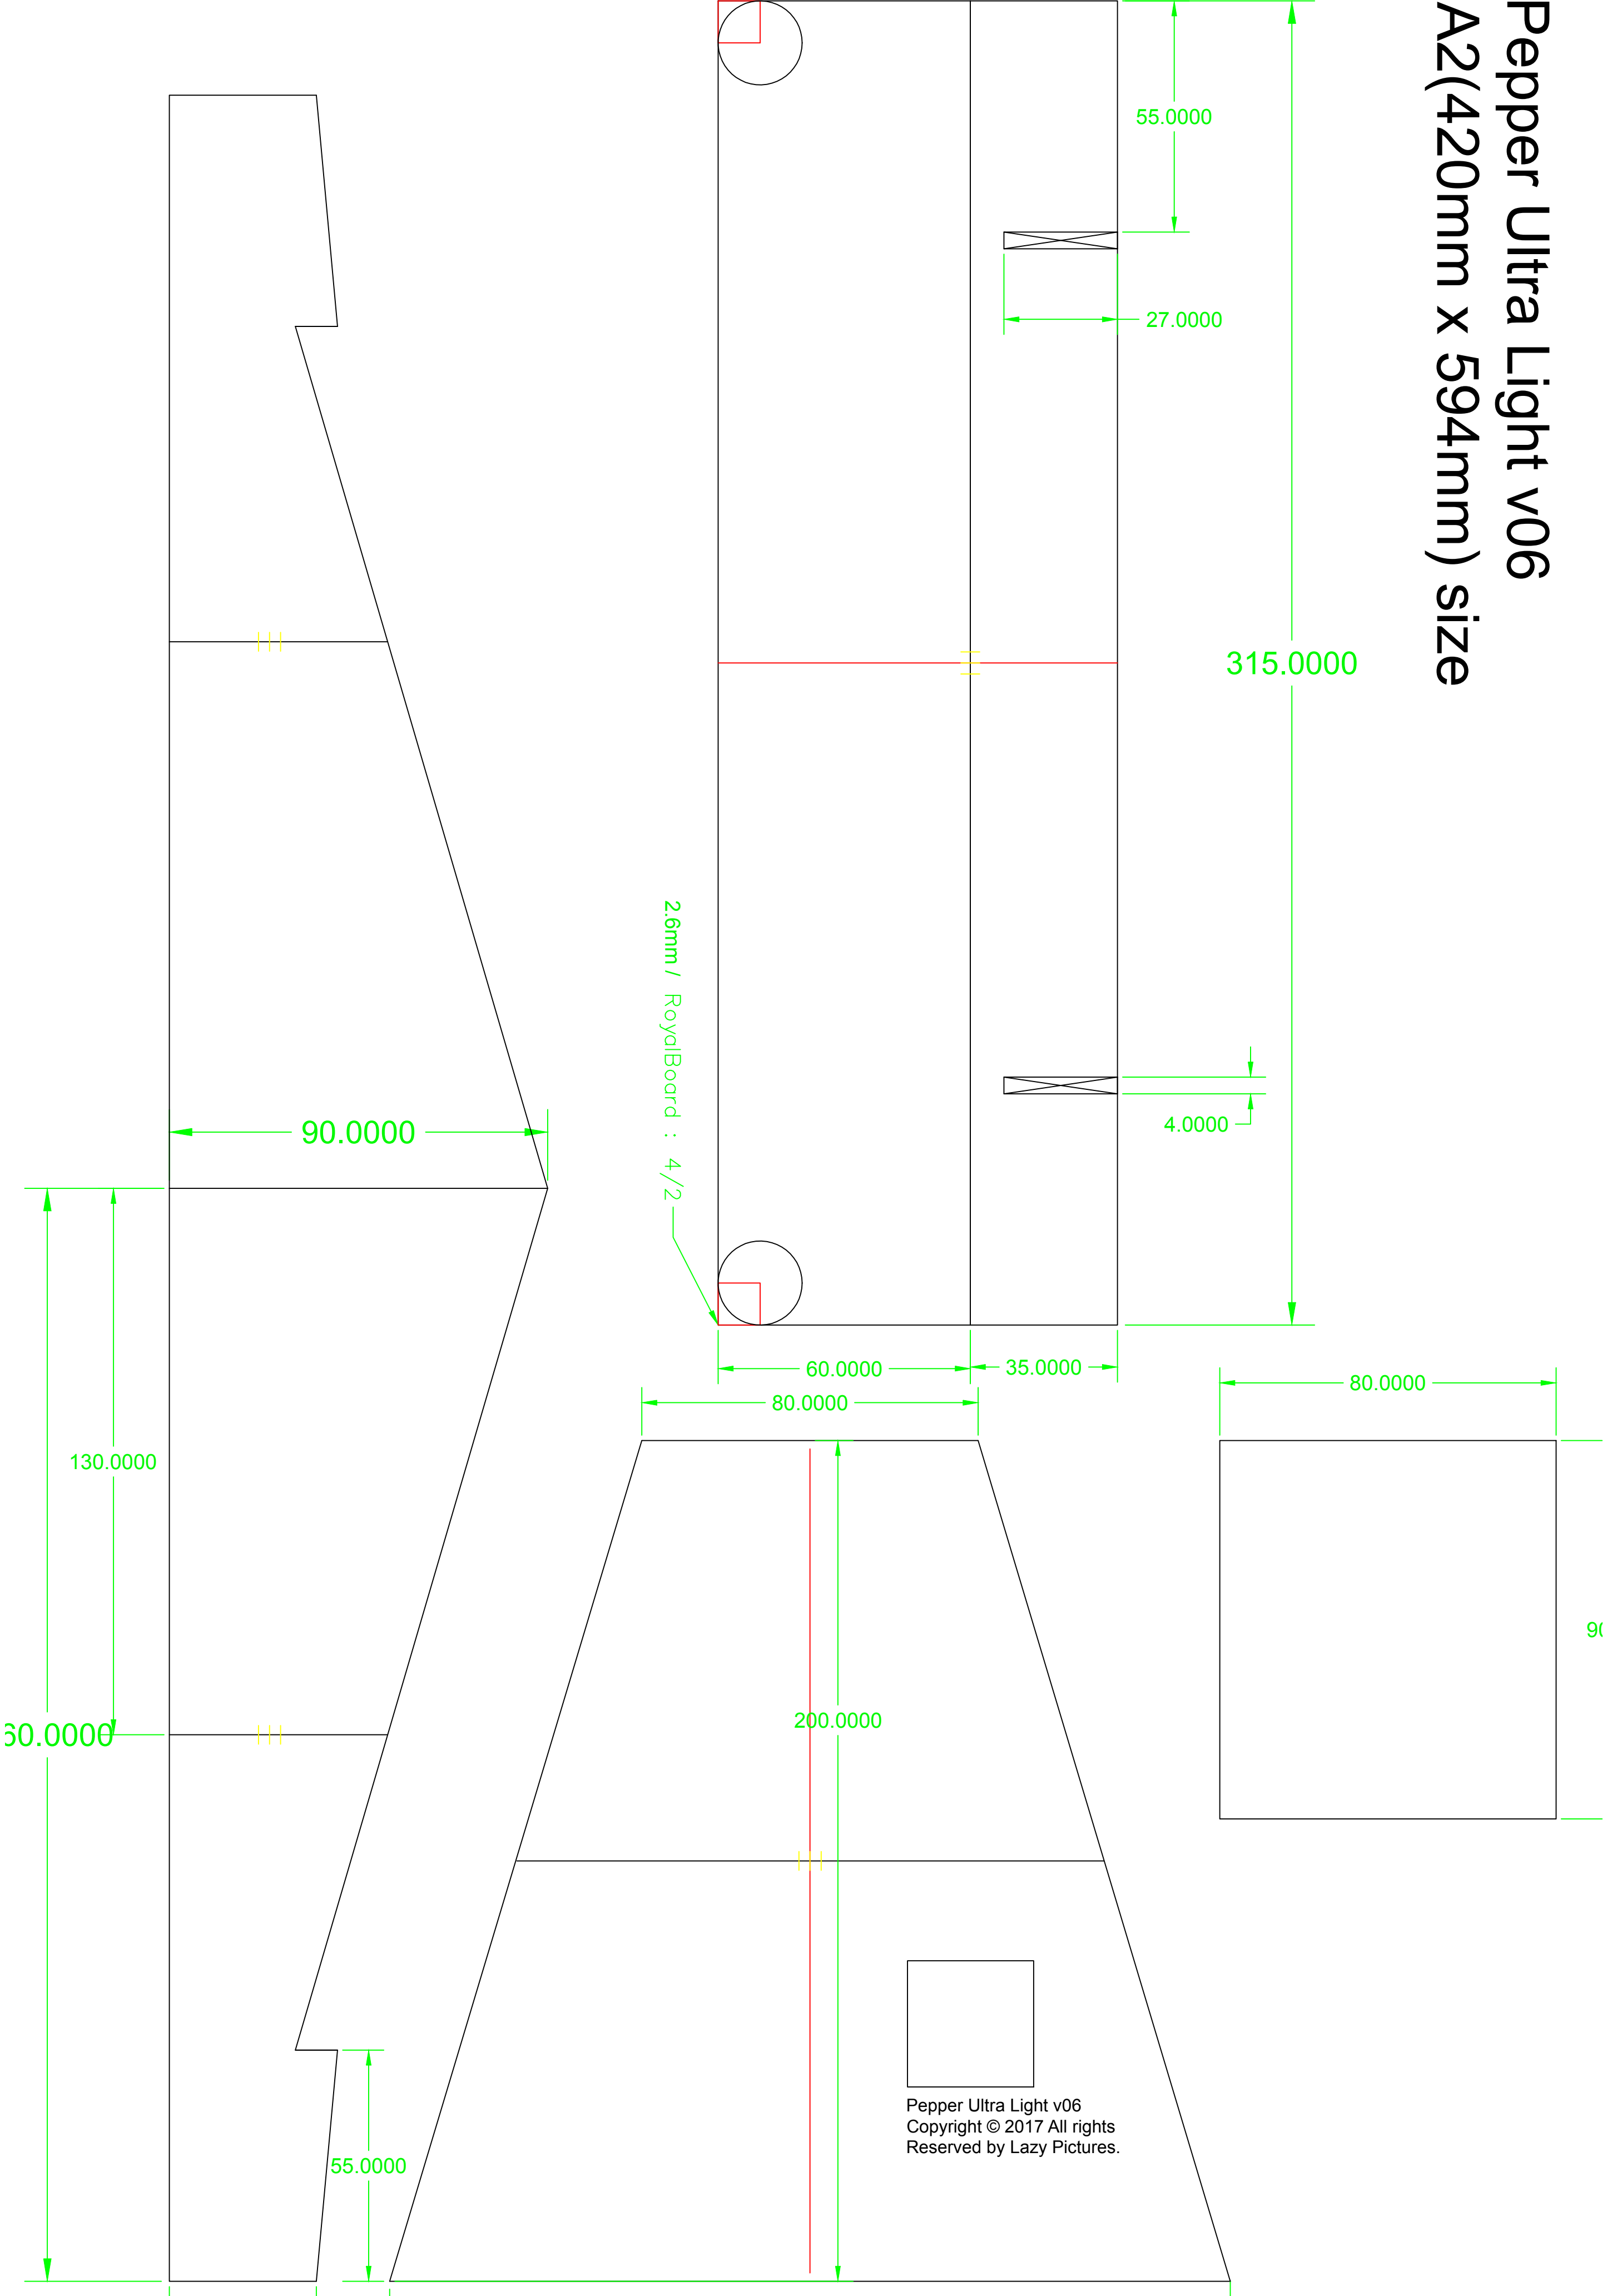 Pepper Ultra Light v06
A2(420mm x 594mm) size
55.0000
27.0000
315.0000
2.6mm / RoyalBoard : 4/2
90.0000
4.0000
60.0000
35.0000
80.0000
80.0000
130.0000
200.0000
Pepper Ultra Light v06
Copyright © 2017 All rights
Reserved by Lazy Pictures.
55.0000